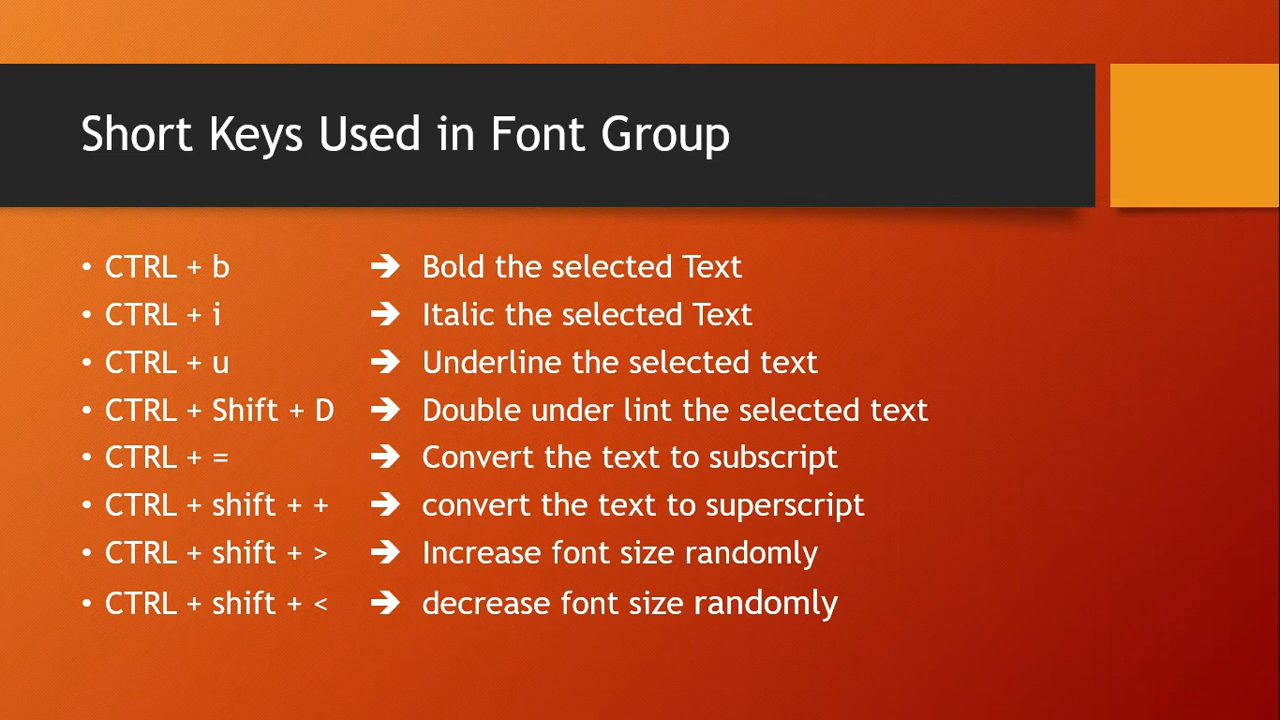 Short Keys Used in Font Group
• CTRL + b ➔ Bold the selected Text
• CTRL + i ➔ Italic the selected Text
• CTRL + u ➔ Underline the selected text
• CTRL + Shift + D ➔ Double under lint the selected text
• CTRL + = ➔ Convert the text to subscript
• CTRL + shift + + ➔ convert the text to superscript
• CTRL + shift + > ➔ Increase font size randomly
• CTRL + shift + < ➔ decrease font size randomly